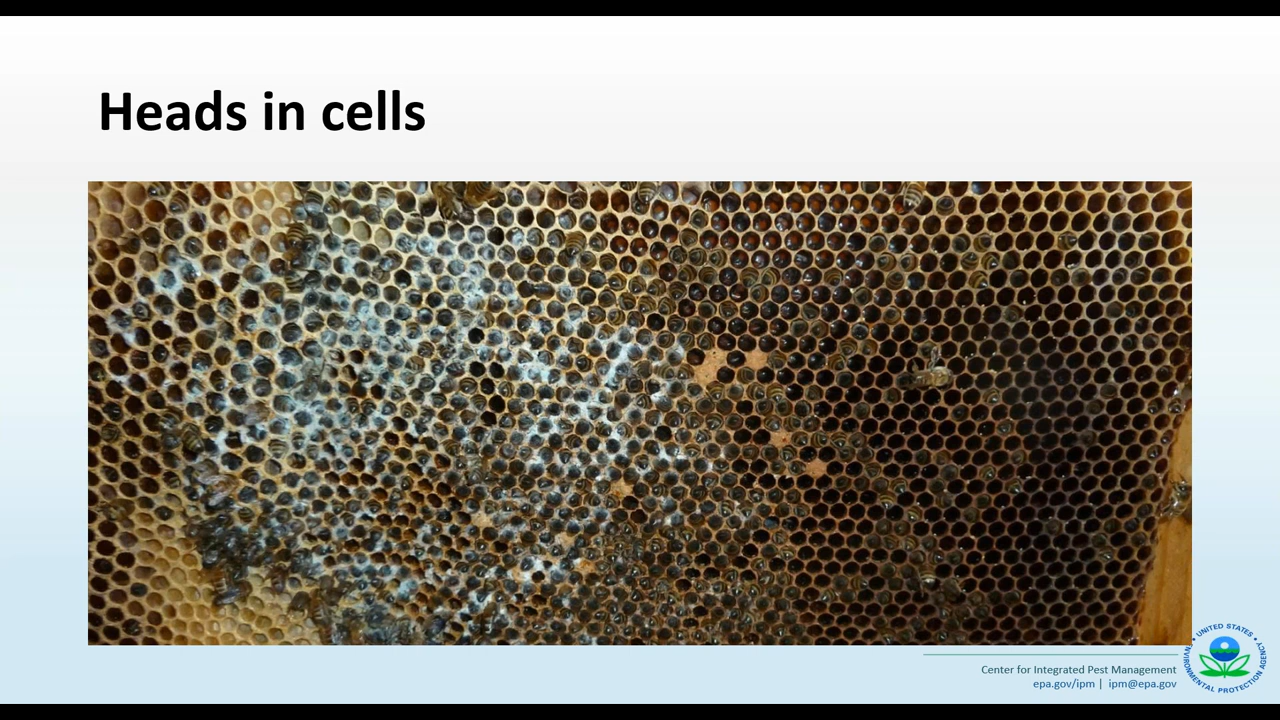 Heads in cells
Center for Integrated Pest Management
epa.gov/ipm | ipm@epa.gov
UNITED STATES
ENVIRONMENTAL PROTECTION AGENCY